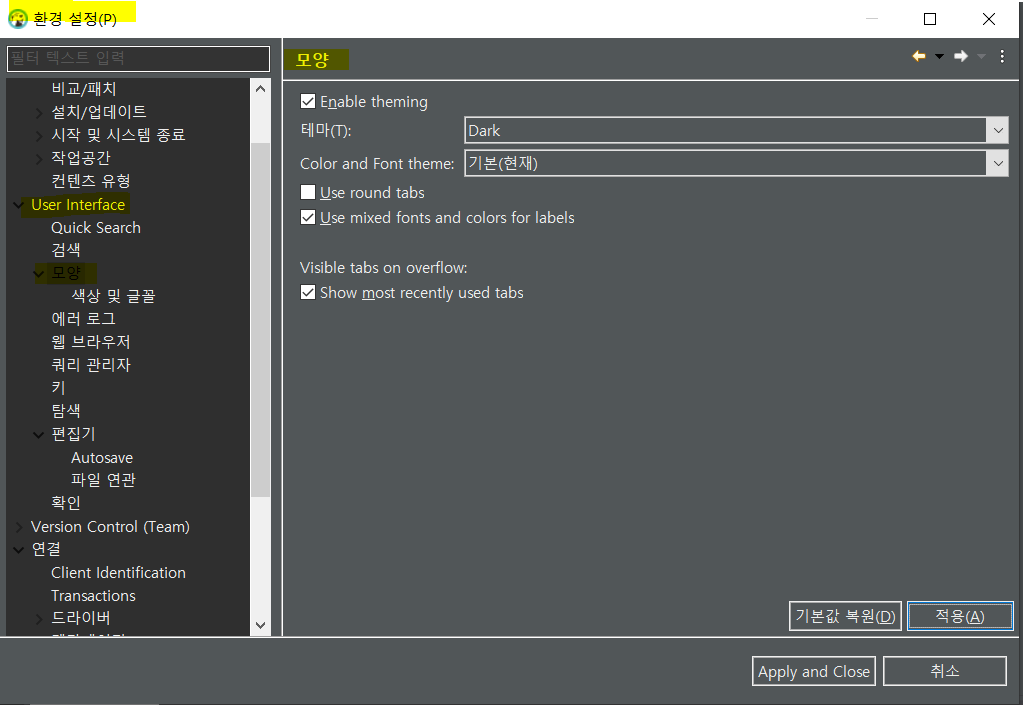 환경 설정(P)
필터 텍스트 입력
비교/패치
설치/업데이트
시작 및 시스템 종료
작업공간
컨텐츠 유형
User Interface
Quick Search
검색
모양
색상 및 글꼴
에러 로그
웹 브라우저
쿼리 관리자
키
탐색
편집기
Autosave
파일 연관
확인
Version Control (Team)
연결
Client Identification
Transactions
드라이버
모양
Enable theming
테마(T): Dark
Color and Font theme: 기본(현재)
Use round tabs
Use mixed fonts and colors for labels
Visible tabs on overflow:
Show most recently used tabs
기본값 복원(D) 적용(A)
Apply and Close 취소